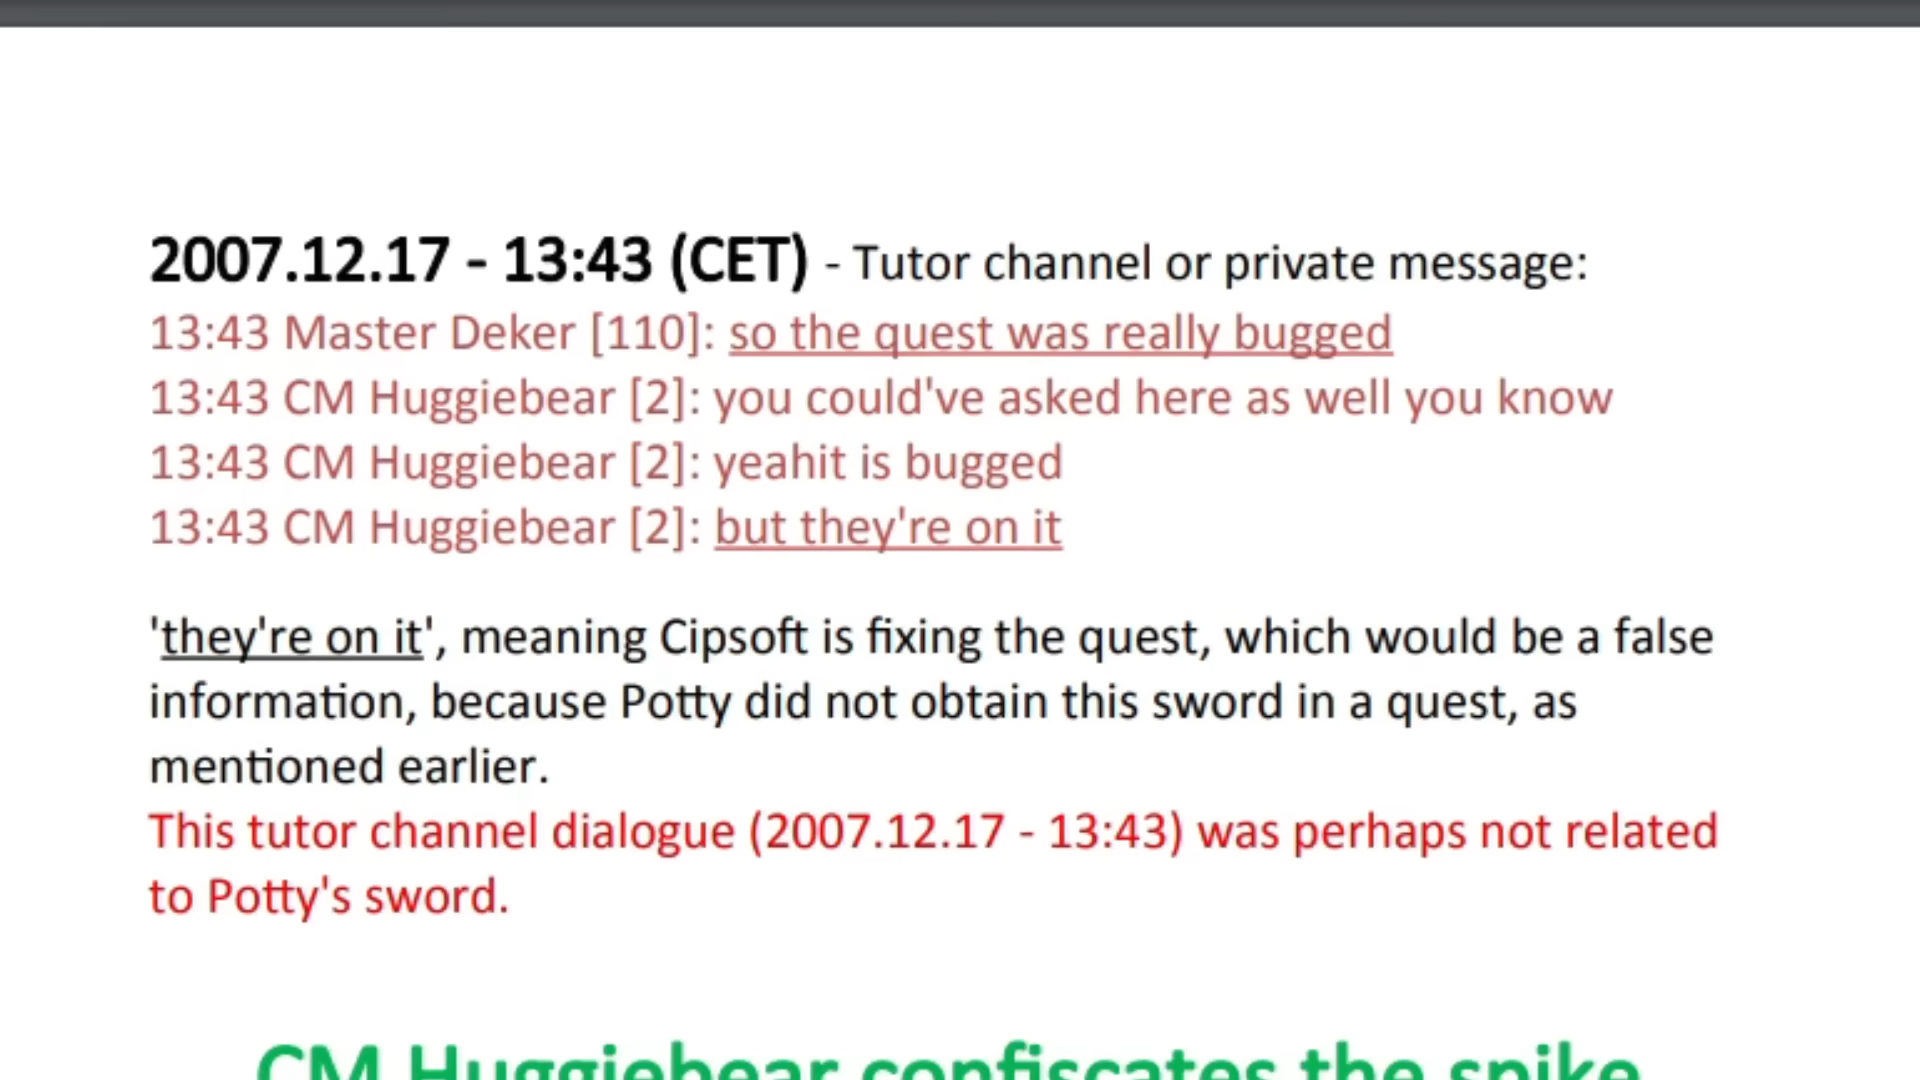 2007.12.17 - 13:43 (CET) - Tutor channel or private message:
13:43 Master Deker [110]: so the quest was really bugged
13:43 CM Huggiebear [2]: you could've asked here as well you know
13:43 CM Huggiebear [2]: yeahit is bugged
13:43 CM Huggiebear [2]: but they're on it
'they're on it', meaning Cipsoft is fixing the quest, which would be a false
information, because Potty did not obtain this sword in a quest, as
mentioned earlier.
This tutor channel dialogue (2007.12.17 - 13:43) was perhaps not related
to Potty's sword.
CM Huggiebear confiscates the spike